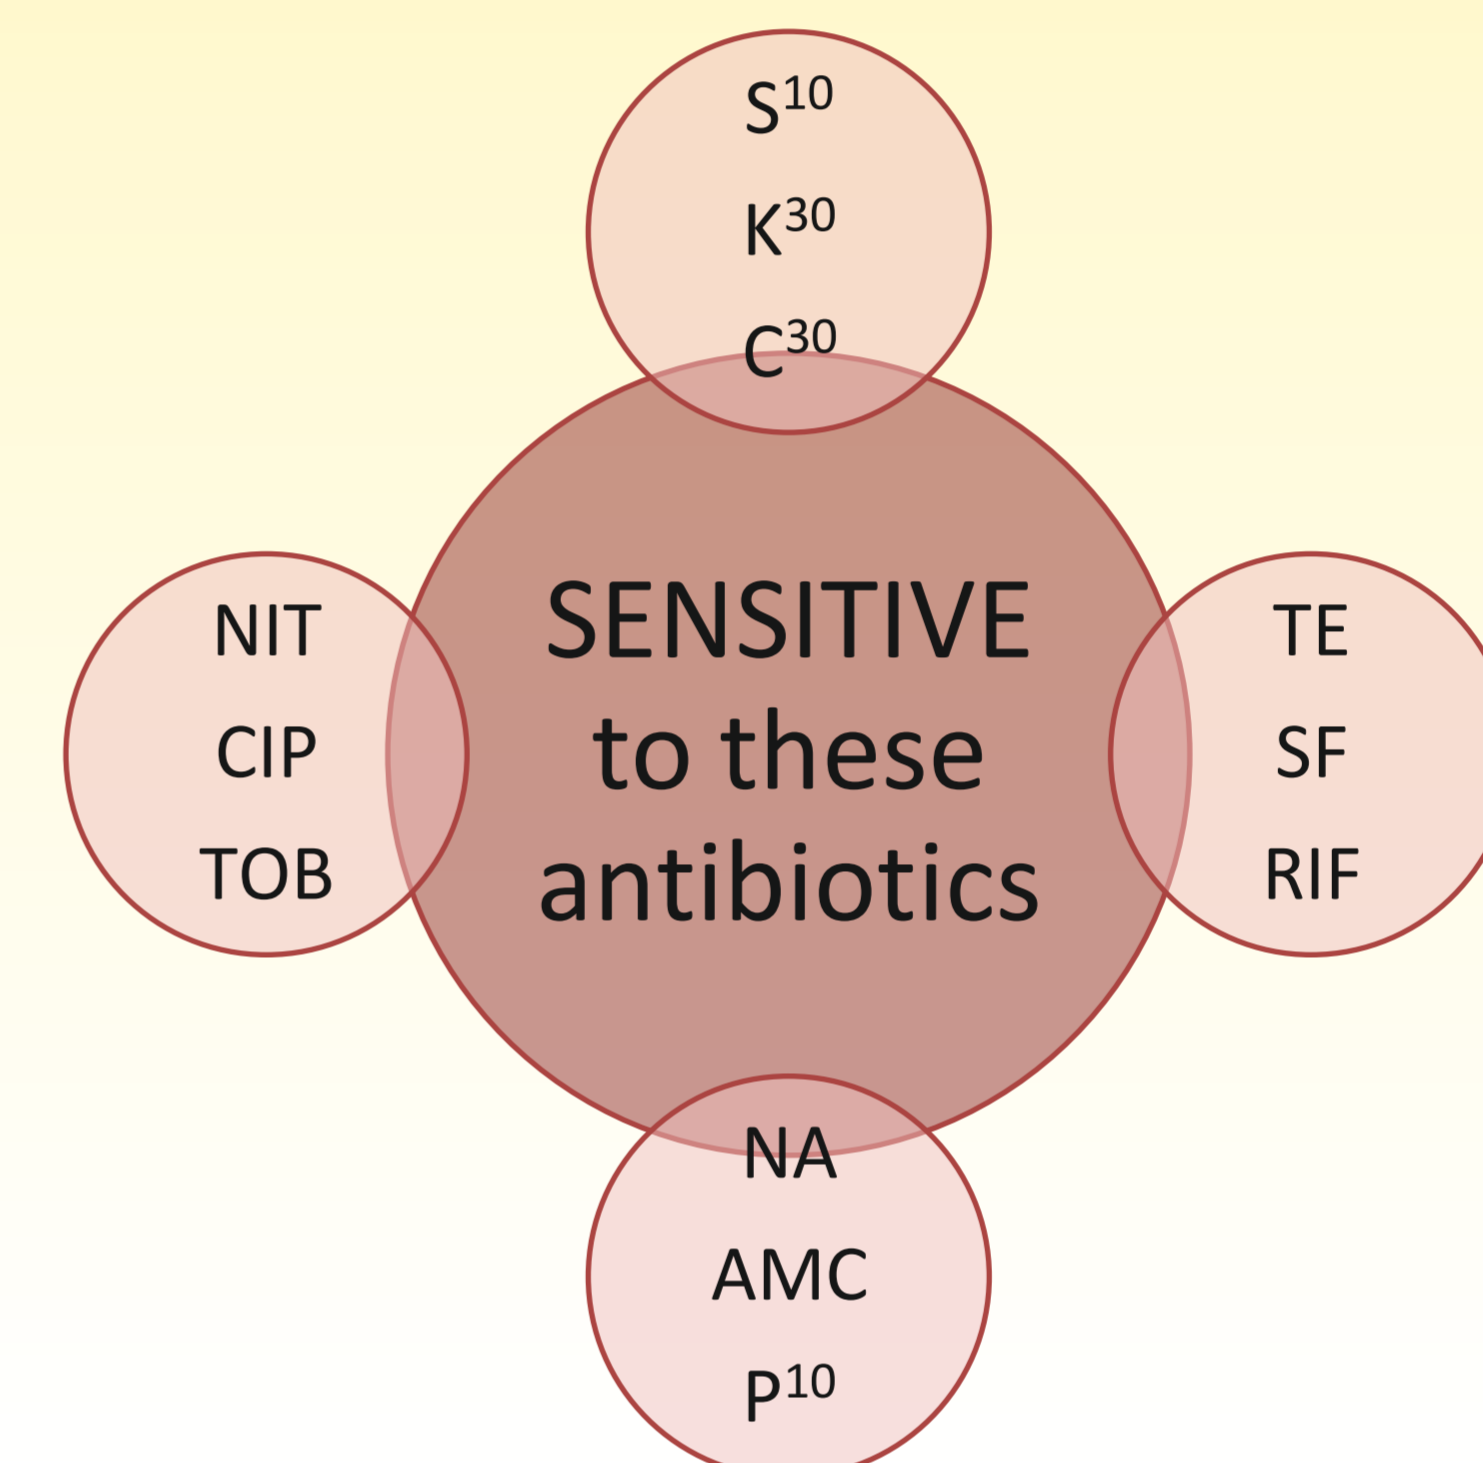 S¹⁰
K³⁰
C³⁰
NIT
CIP
TOB
SENSITIVE
to these
antibiotics
TE
SF
RIF
NA
AMC
P¹⁰